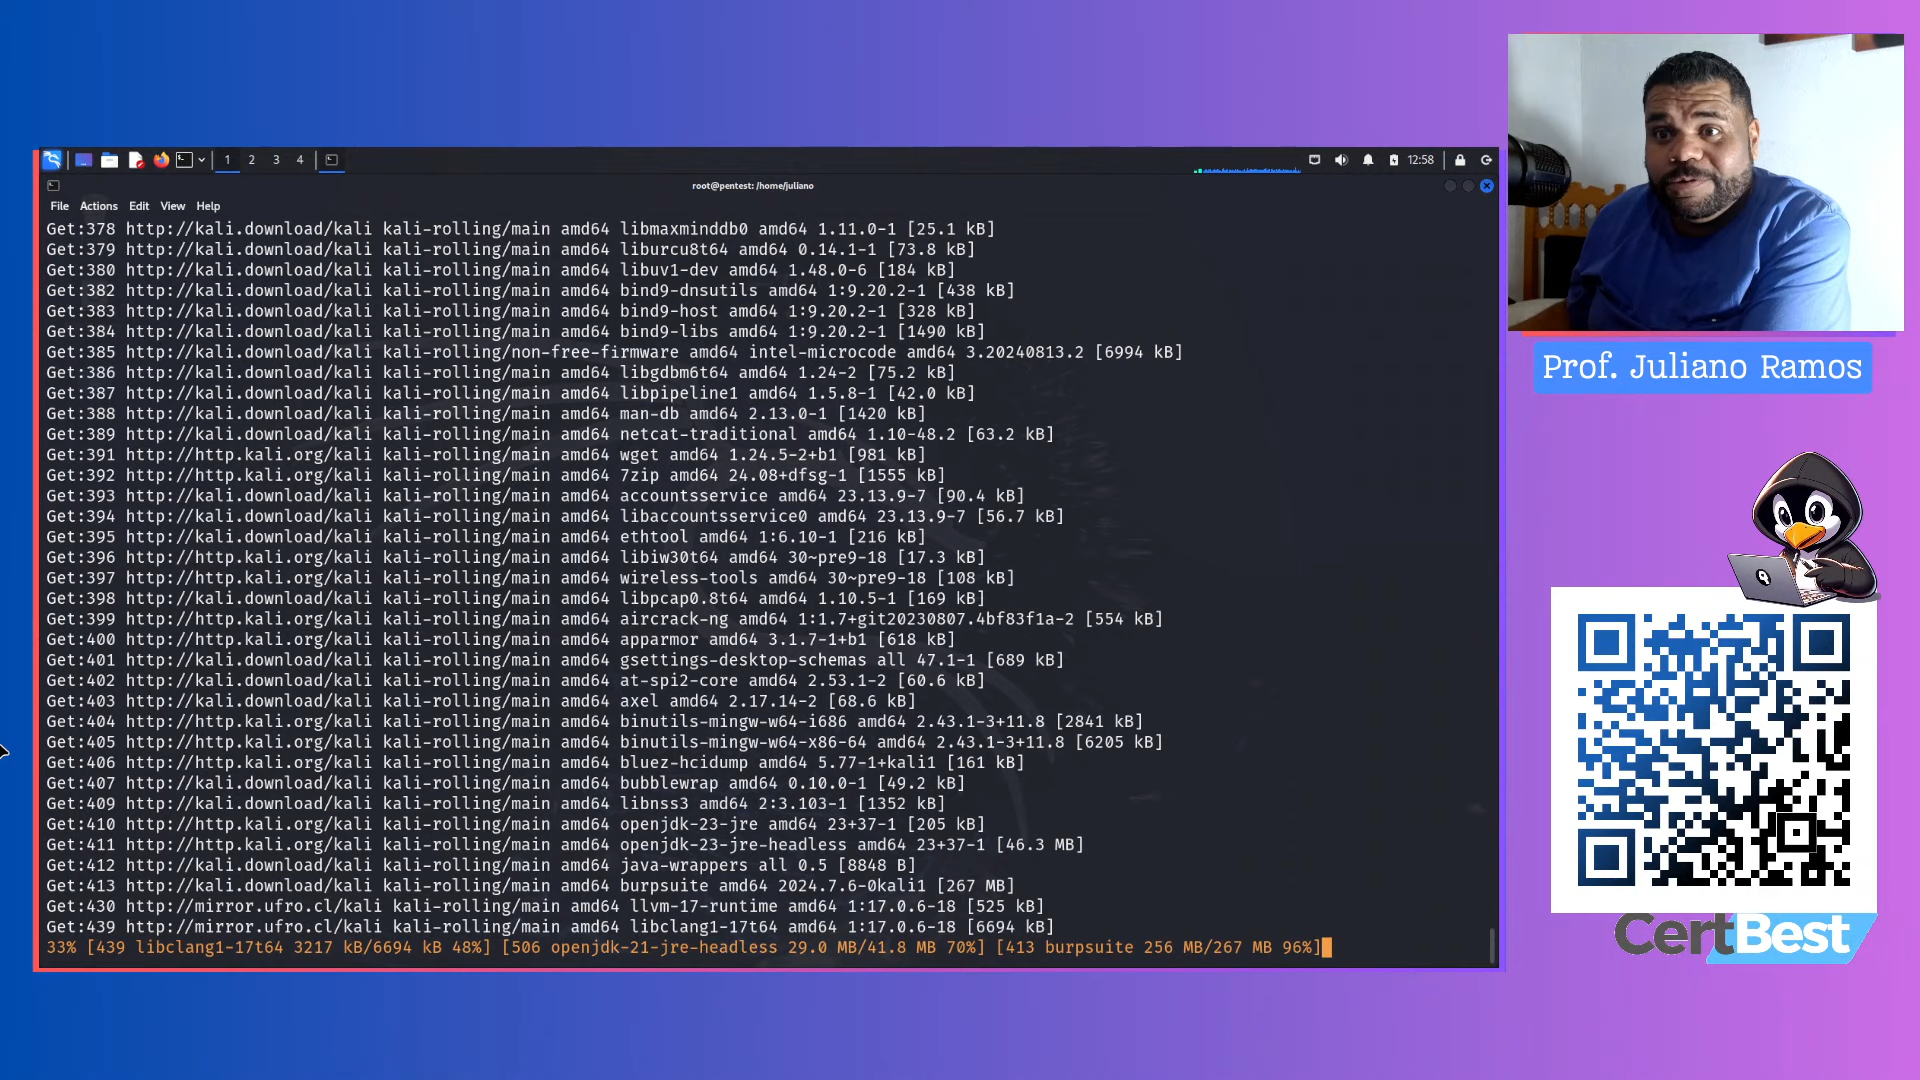 1 2 3 4
12:58
root@pentest: /home/juliano
File Actions Edit View Help
Get:378 http://kali.download/kali kali-rolling/main amd64 libmaxminddb0 amd64 1.11.0-1 [25.1 kB]
Get:379 http://kali.download/kali kali-rolling/main amd64 liburcu8t64 amd64 0.14.1-1 [73.8 kB]
Get:380 http://kali.download/kali kali-rolling/main amd64 libuv1-dev amd64 1.48.0-6 [184 kB]
Get:382 http://kali.download/kali kali-rolling/main amd64 bind9-dnsutils amd64 1:9.20.2-1 [438 kB]
Get:383 http://kali.download/kali kali-rolling/main amd64 bind9-host amd64 1:9.20.2-1 [328 kB]
Get:384 http://kali.download/kali kali-rolling/main amd64 bind9-libs amd64 1:9.20.2-1 [1490 kB]
Get:385 http://kali.download/kali kali-rolling/non-free-firmware amd64 intel-microcode amd64 3.20240813.2 [6994 kB]
Get:386 http://kali.download/kali kali-rolling/main amd64 libgdbm6t64 amd64 1.24-2 [75.2 kB]
Get:387 http://kali.download/kali kali-rolling/main amd64 libpipeline1 amd64 1.5.8-1 [42.0 kB]
Get:388 http://kali.download/kali kali-rolling/main amd64 man-db amd64 2.13.0-1 [1420 kB]
Get:389 http://kali.download/kali kali-rolling/main amd64 netcat-traditional amd64 1.10-48.2 [63.2 kB]
Get:391 http://http.kali.org/kali kali-rolling/main amd64 wget amd64 1.24.5-2+b1 [981 kB]
Get:392 http://kali.download/kali kali-rolling/main amd64 7zip amd64 24.08+dfsg-1 [1555 kB]
Get:393 http://http.kali.org/kali kali-rolling/main amd64 accountsservice amd64 23.13.9-7 [90.4 kB]
Get:394 http://kali.download/kali kali-rolling/main amd64 libaccountsservice0 amd64 23.13.9-7 [56.7 kB]
Get:395 http://kali.download/kali kali-rolling/main amd64 ethtool amd64 1:6.10-1 [216 kB]
Get:396 http://http.kali.org/kali kali-rolling/main amd64 libiw30t64 amd64 30~pre9-18 [17.3 kB]
Get:397 http://http.kali.org/kali kali-rolling/main amd64 wireless-tools amd64 30~pre9-18 [108 kB]
Get:398 http://kali.download/kali kali-rolling/main amd64 libpcap0.8t64 amd64 1.10.5-1 [169 kB]
Get:399 http://http.kali.org/kali kali-rolling/main amd64 aircrack-ng amd64 1:1.7+git20230807.4bf83f1a-2 [554 kB]
Get:400 http://http.kali.org/kali kali-rolling/main amd64 apparmor amd64 3.1.7-1+b1 [618 kB]
Get:401 http://kali.download/kali kali-rolling/main amd64 gsettings-desktop-schemas all 47.1-1 [689 kB]
Get:402 http://kali.download/kali kali-rolling/main amd64 at-spi2-core amd64 2.53.1-2 [60.6 kB]
Get:403 http://kali.download/kali kali-rolling/main amd64 axel amd64 2.17.14-2 [68.6 kB]
Get:404 http://http.kali.org/kali kali-rolling/main amd64 binutils-mingw-w64-i686 amd64 2.43.1-3+11.8 [2841 kB]
Get:405 http://http.kali.org/kali kali-rolling/main amd64 binutils-mingw-w64-x86-64 amd64 2.43.1-3+11.8 [6205 kB]
Get:406 http://http.kali.org/kali kali-rolling/main amd64 bluez-hcidump amd64 5.77-1+kali1 [161 kB]
Get:407 http://kali.download/kali kali-rolling/main amd64 bubblewrap amd64 0.10.0-1 [49.2 kB]
Get:409 http://kali.download/kali kali-rolling/main amd64 libnss3 amd64 2:3.103-1 [1352 kB]
Get:410 http://http.kali.org/kali kali-rolling/main amd64 openjdk-23-jre amd64 23+37-1 [205 kB]
Get:411 http://http.kali.org/kali kali-rolling/main amd64 openjdk-23-jre-headless amd64 23+37-1 [46.3 MB]
Get:412 http://kali.download/kali kali-rolling/main amd64 java-wrappers all 0.5 [8848 B]
Get:413 http://kali.download/kali kali-rolling/main amd64 burpsuite amd64 2024.7.6-0kali1 [267 MB]
Get:430 http://mirror.ufro.cl/kali kali-rolling/main amd64 llvm-17-runtime amd64 1:17.0.6-18 [525 kB]
Get:439 http://mirror.ufro.cl/kali kali-rolling/main amd64 libclang1-17t64 amd64 1:17.0.6-18 [6694 kB]
33% [439 libclang1-17t64 3217 kB/6694 kB 48%] [506 openjdk-21-jre-headless 29.0 MB/41.8 MB 70%] [413 burpsuite 256 MB/267 MB 96%]
Prof. Juliano Ramos
CertBest